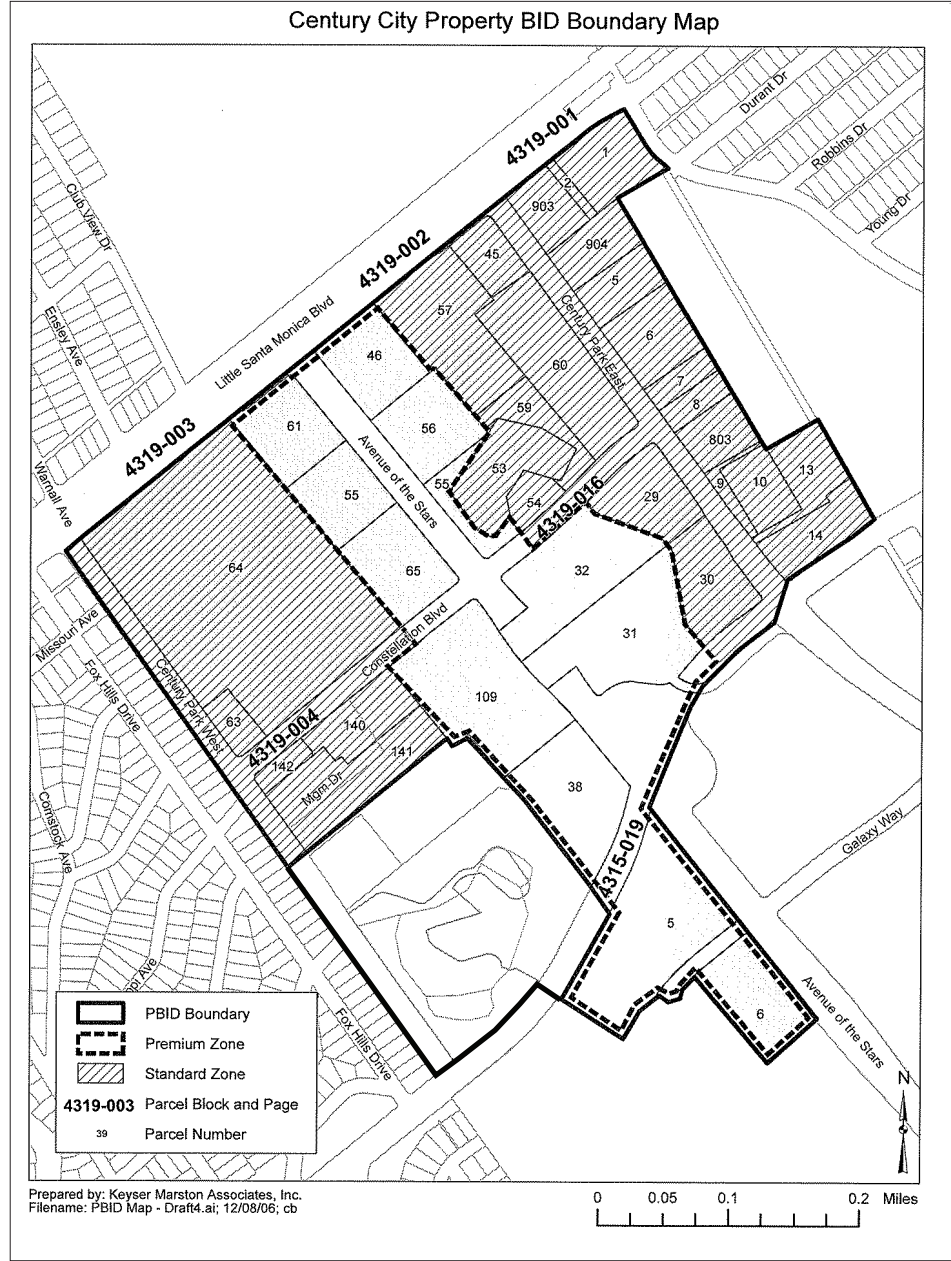 Century City Property BID Boundary Map
Durant Dr
4319-001
1
Robbins Dr
2
Club View Dr
903
Young Dr
4319-002
904
45
5
Ensley Ave
57
Century Park East
Little Santa Monica Blvd
6
46
60
7
59
8
61
56
4319-003
Avenue of the Stars
803
53
13
55
9
10
Warnall Ave
55
54
29
4319-016
14
64
65
32
30
Missouri Ave
Constellation Blvd
31
Fox Hills Drive
Century Park West
109
63
4319-004
140
141
142
Mgm Dr
38
Comstock Ave
Galaxy Way
4315-019
5
Avenue of the Stars
6
Fox Hills Drive
PBID Boundary
Premium Zone
Standard Zone
4319-003 Parcel Block and Page
39 Parcel Number
N
Prepared by: Keyser Marston Associates, Inc.
Filename: PBID Map - Draft4.ai; 12/08/06; cb
0 0.05 0.1 0.2 Miles